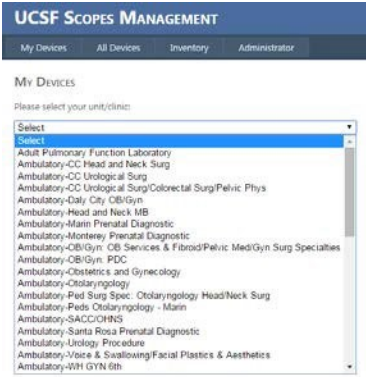 UCSF SCOPES MANAGEMENT
My Devices All Devices Inventory Administrator
MY DEVICES
Please select your unit/clinic:
Select
Select
Adult Pulmonary Function Laboratory
Ambulatory-CC Head and Neck Surg
Ambulatory-CC Urological Surg
Ambulatory-CC Urological Surg/Colorectal Surg/Pelvic Phys
Ambulatory-Daly City OB/Gyn
Ambulatory-Head and Neck MB
Ambulatory-Marin Prenatal Diagnostic
Ambulatory-Monterey Prenatal Diagnostic
Ambulatory-OB/Gyn: OB Services & Fibroid/Pelvic Med/Gyn Surg Specialties
Ambulatory-OB/Gyn: PDC
Ambulatory-Obstetrics and Gynecology
Ambulatory-Otolaryngology
Ambulatory-Ped Surg Spec: Otolaryngology Head/Neck Surg
Ambulatory-Peds Otolaryngology - Marin
Ambulatory-SACC/OHNS
Ambulatory-Santa Rosa Prenatal Diagnostic
Ambulatory-Urology Procedure
Ambulatory-Voice & Swallowing/Facial Plastics & Aesthetics
Ambulatory-WH GYN 6th